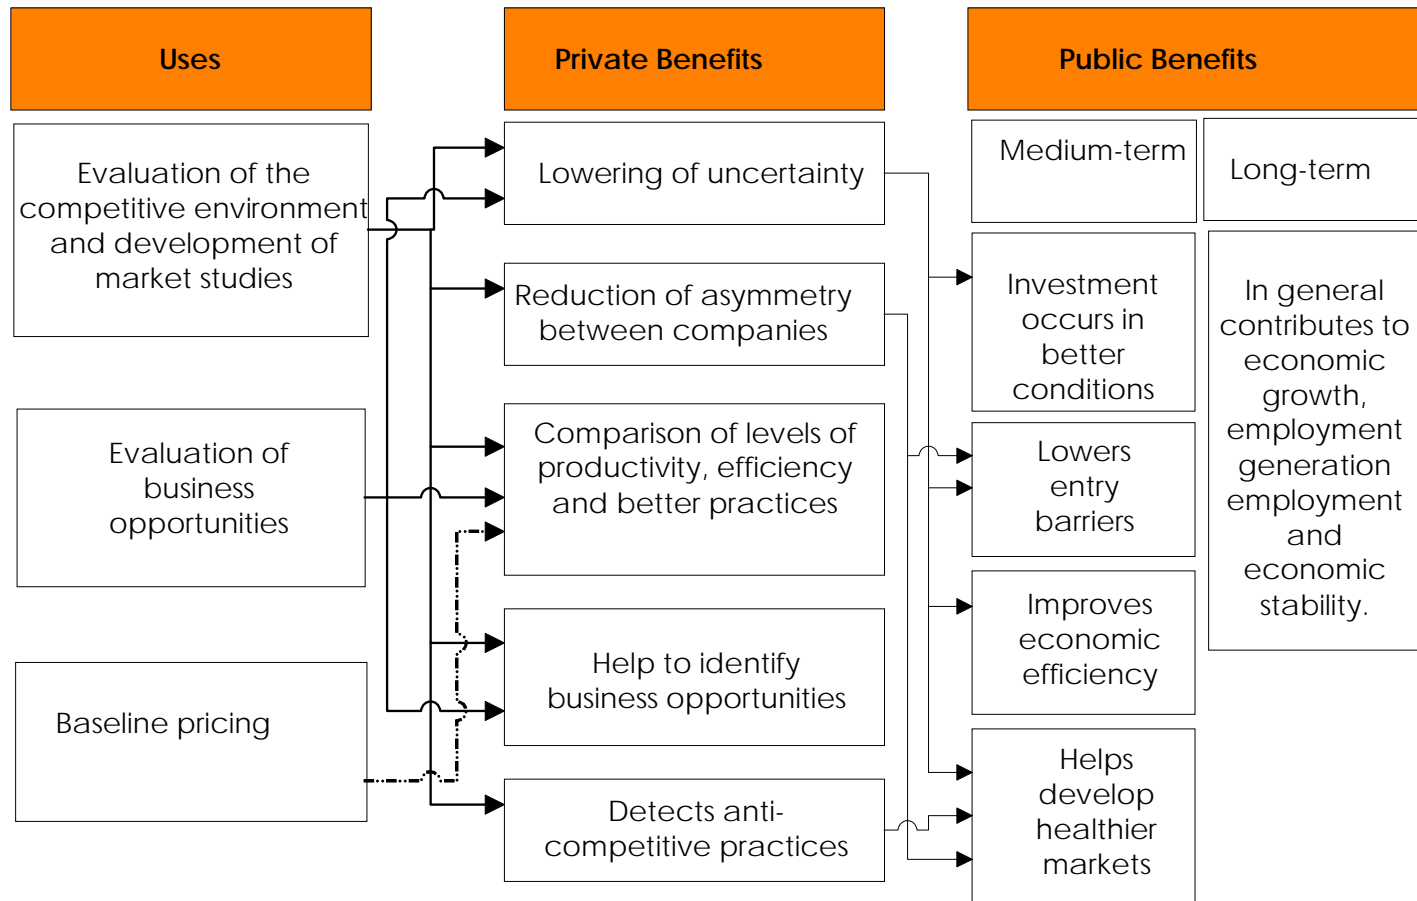 Uses
Private Benefits
Public Benefits
Evaluation of the
competitive environment
and development of
market studies
Evaluation of
business
opportunities
Baseline pricing
Lowering of uncertainty
Reduction of asymmetry
between companies
Comparison of levels of
productivity, efficiency
and better practices
Help to identify
business opportunities
Detects anti-
competitive practices
Medium-term
Investment
occurs in
better
conditions
Lowers
entry
barriers
Improves
economic
efficiency
Helps
develop
healthier
markets
Long-term
In general
contributes to
economic
growth,
employment
generation
employment
and
economic
stability.